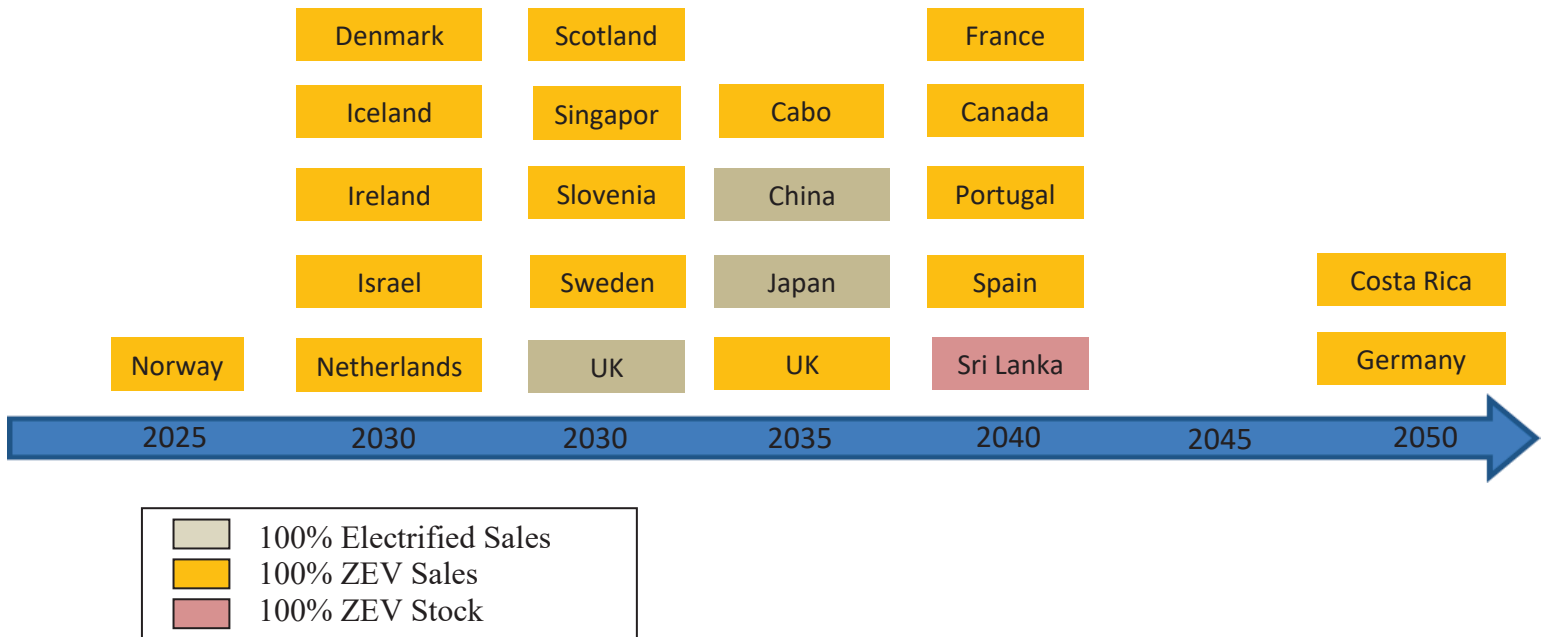 Denmark
Scotland
France
Iceland
Singapor
Cabo
Canada
Ireland
Slovenia
China
Portugal
Israel
Sweden
Japan
Spain
Costa Rica
Norway
Netherlands
UK
UK
Sri Lanka
Germany
2025 2030 2030 2035 2040 2045 2050
100% Electrified Sales
100% ZEV Sales
100% ZEV Stock